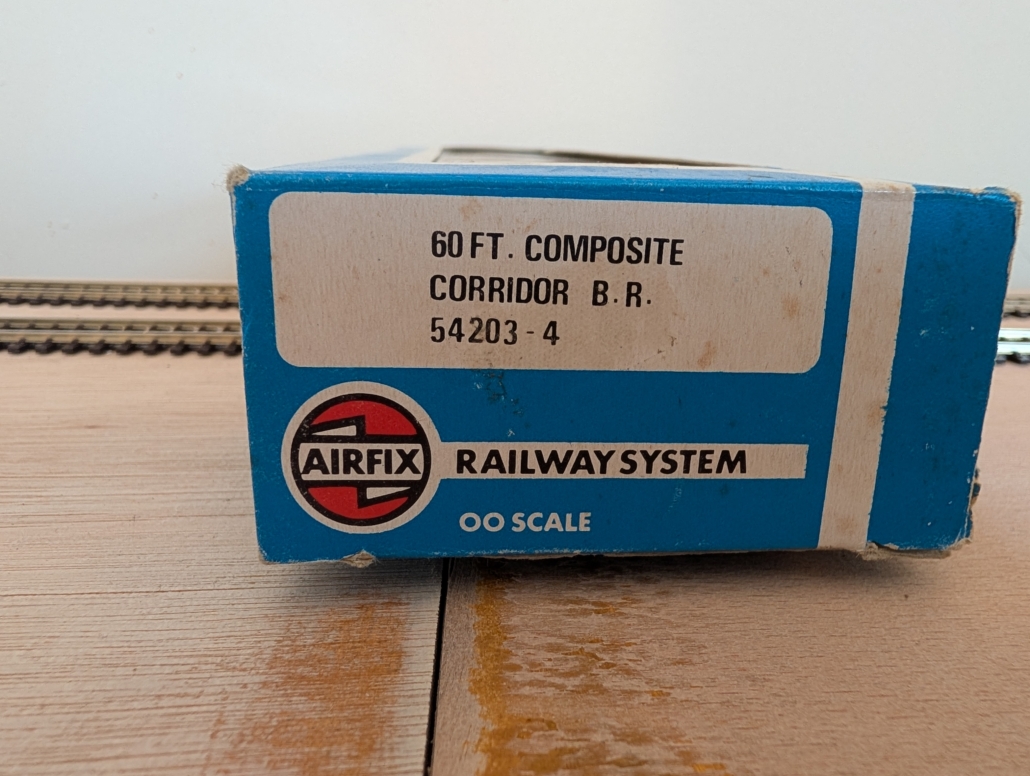 60 FT. COMPOSITE
CORRIDOR B.R.
54203-4
AIRFIX RAILWAY SYSTEM
OO SCALE